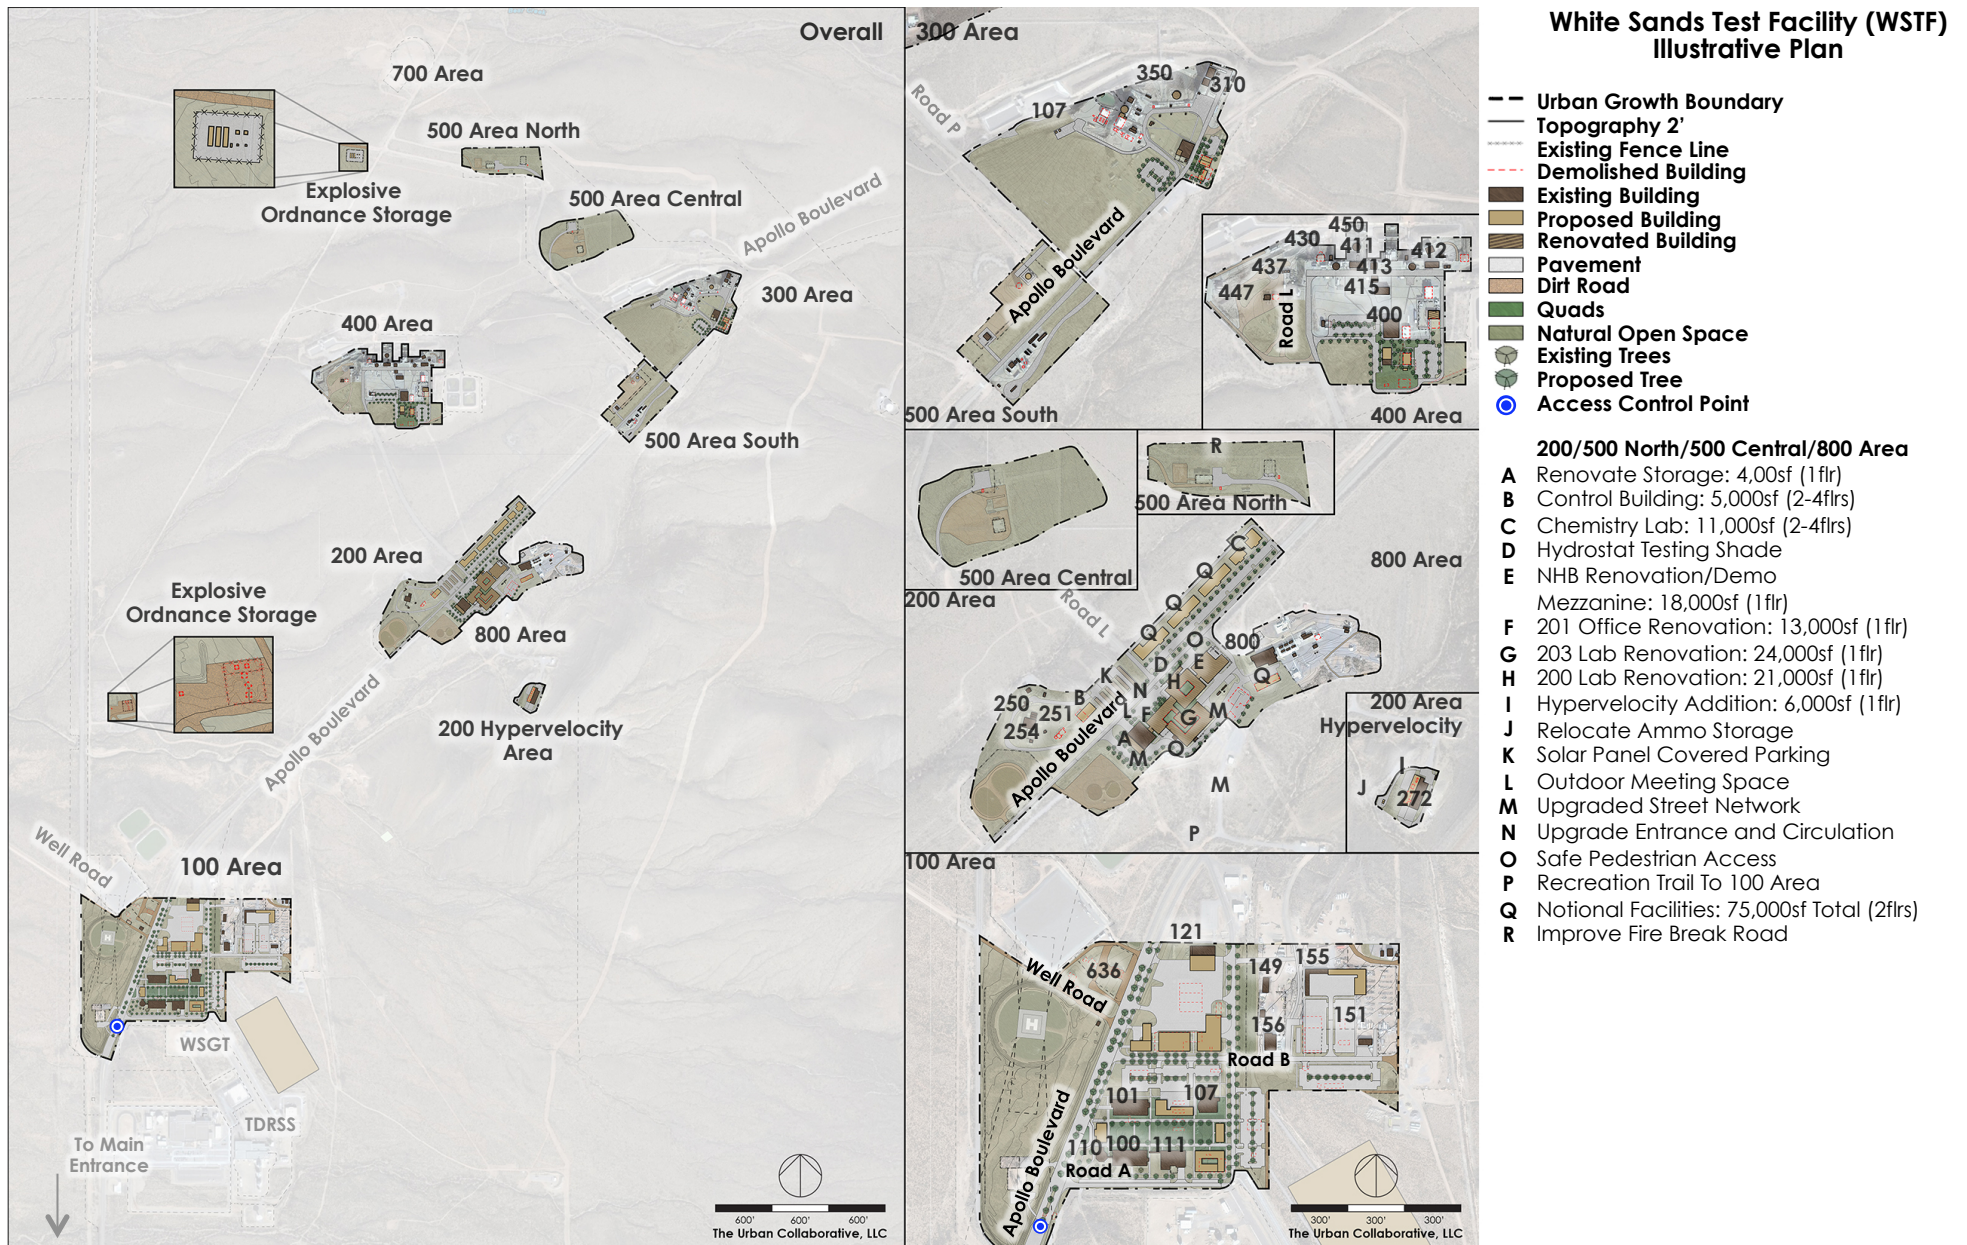 Overall
700 Area
500 Area North
Explosive
Ordnance Storage
500 Area Central
Apollo Boulevard
300 Area
400 Area
500 Area South
200 Area
Explosive
Ordnance Storage
800 Area
Apollo Boulevard
200 Hypervelocity
Area
Well Road
100 Area
H
WSGT
TDRSS
To Main
Entrance
600' 600' 600'
The Urban Collaborative, LLC
300 Area
Road P
350
310
107
Apollo Boulevard
500 Area South
450
430
411
412
437
413
447
415
Road L
400
400 Area
500 Area Central
R
500 Area North
200 Area
800 Area
Road L
C
Q
Q
Q
O
800
D
E
K
H
Q
B
N
250
251
L
F
G
M
254
A
O
M
Apollo Boulevard
M
P
200 Area
Hypervelocity
I
J
272
100 Area
121
636
Well Road
149
155
H
156
151
Road B
101
107
110
100
111
Road A
Apollo Boulevard
300' 300' 300'
The Urban Collaborative, LLC
White Sands Test Facility (WSTF)
Illustrative Plan
Urban Growth Boundary
Topography 2'
Existing Fence Line
Demolished Building
Existing Building
Proposed Building
Renovated Building
Pavement
Dirt Road
Quads
Natural Open Space
Existing Trees
Proposed Tree
Access Control Point
200/500 North/500 Central/800 Area
A Renovate Storage: 4,00sf (1flr)
B Control Building: 5,000sf (2-4flrs)
C Chemistry Lab: 11,000sf (2-4flrs)
D Hydrostat Testing Shade
E NHB Renovation/Demo
Mezzanine: 18,000sf (1flr)
F 201 Office Renovation: 13,000sf (1flr)
G 203 Lab Renovation: 24,000sf (1flr)
H 200 Lab Renovation: 21,000sf (1flr)
I Hypervelocity Addition: 6,000sf (1flr)
J Relocate Ammo Storage
K Solar Panel Covered Parking
L Outdoor Meeting Space
M Upgraded Street Network
N Upgrade Entrance and Circulation
O Safe Pedestrian Access
P Recreation Trail To 100 Area
Q Notional Facilities: 75,000sf Total (2flrs)
R Improve Fire Break Road